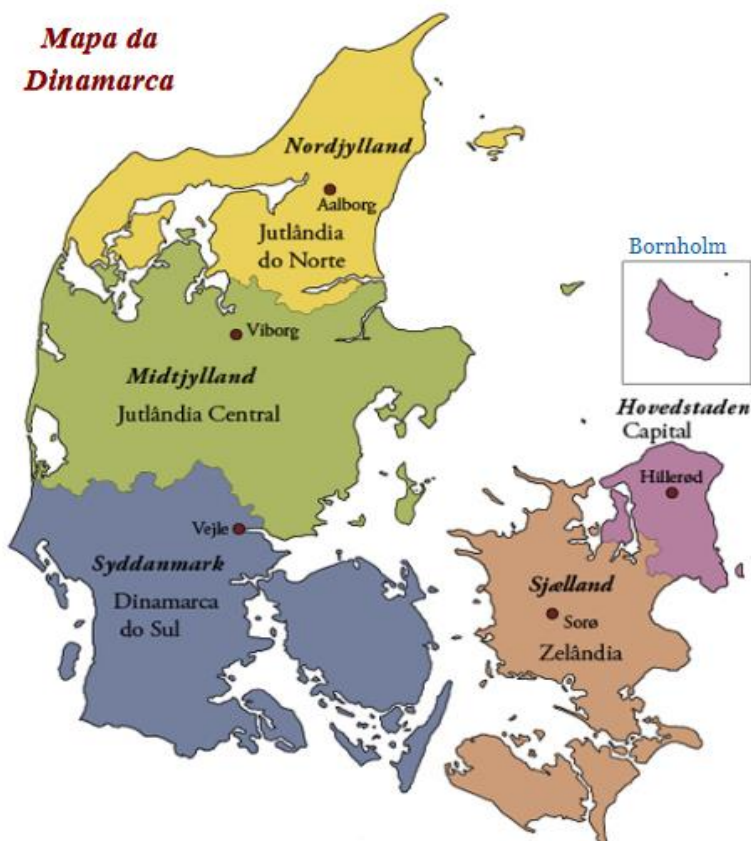 Mapa da
Dinamarca
Nordjylland
Aalborg
Jutlândia
do Norte
Bornholm
Viborg
Midtjylland
Jutlândia Central
Hovedstaden
Capital
Hillerød
Vejle
Syddanmark
Dinamarca
do Sul
Sjælland
Sorø
Zelândia